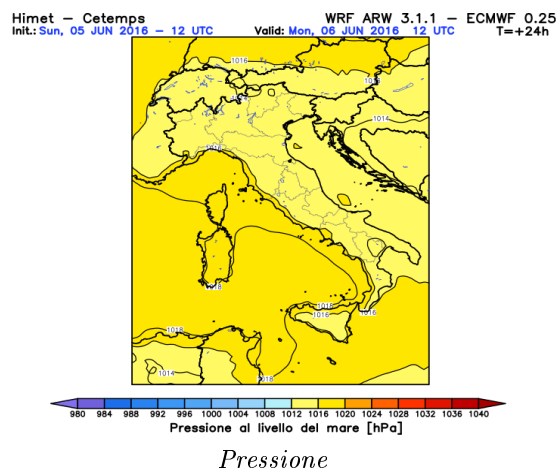 Himet – Cetemps WRF ARW 3.1.1 – ECMWF 0.25
Init.: Sun, 05 JUN 2016 – 12 UTC Valid: Mon, 06 JUN 2016 12 UTC T=+24h
1016
1014
1016
1018
1018
1016
1016
1018
1014
1018
980 984 988 992 996 1000 1004 1008 1012 1016 1020 1024 1028 1032 1036 1040
Pressione al livello del mare [hPa]
Pressione